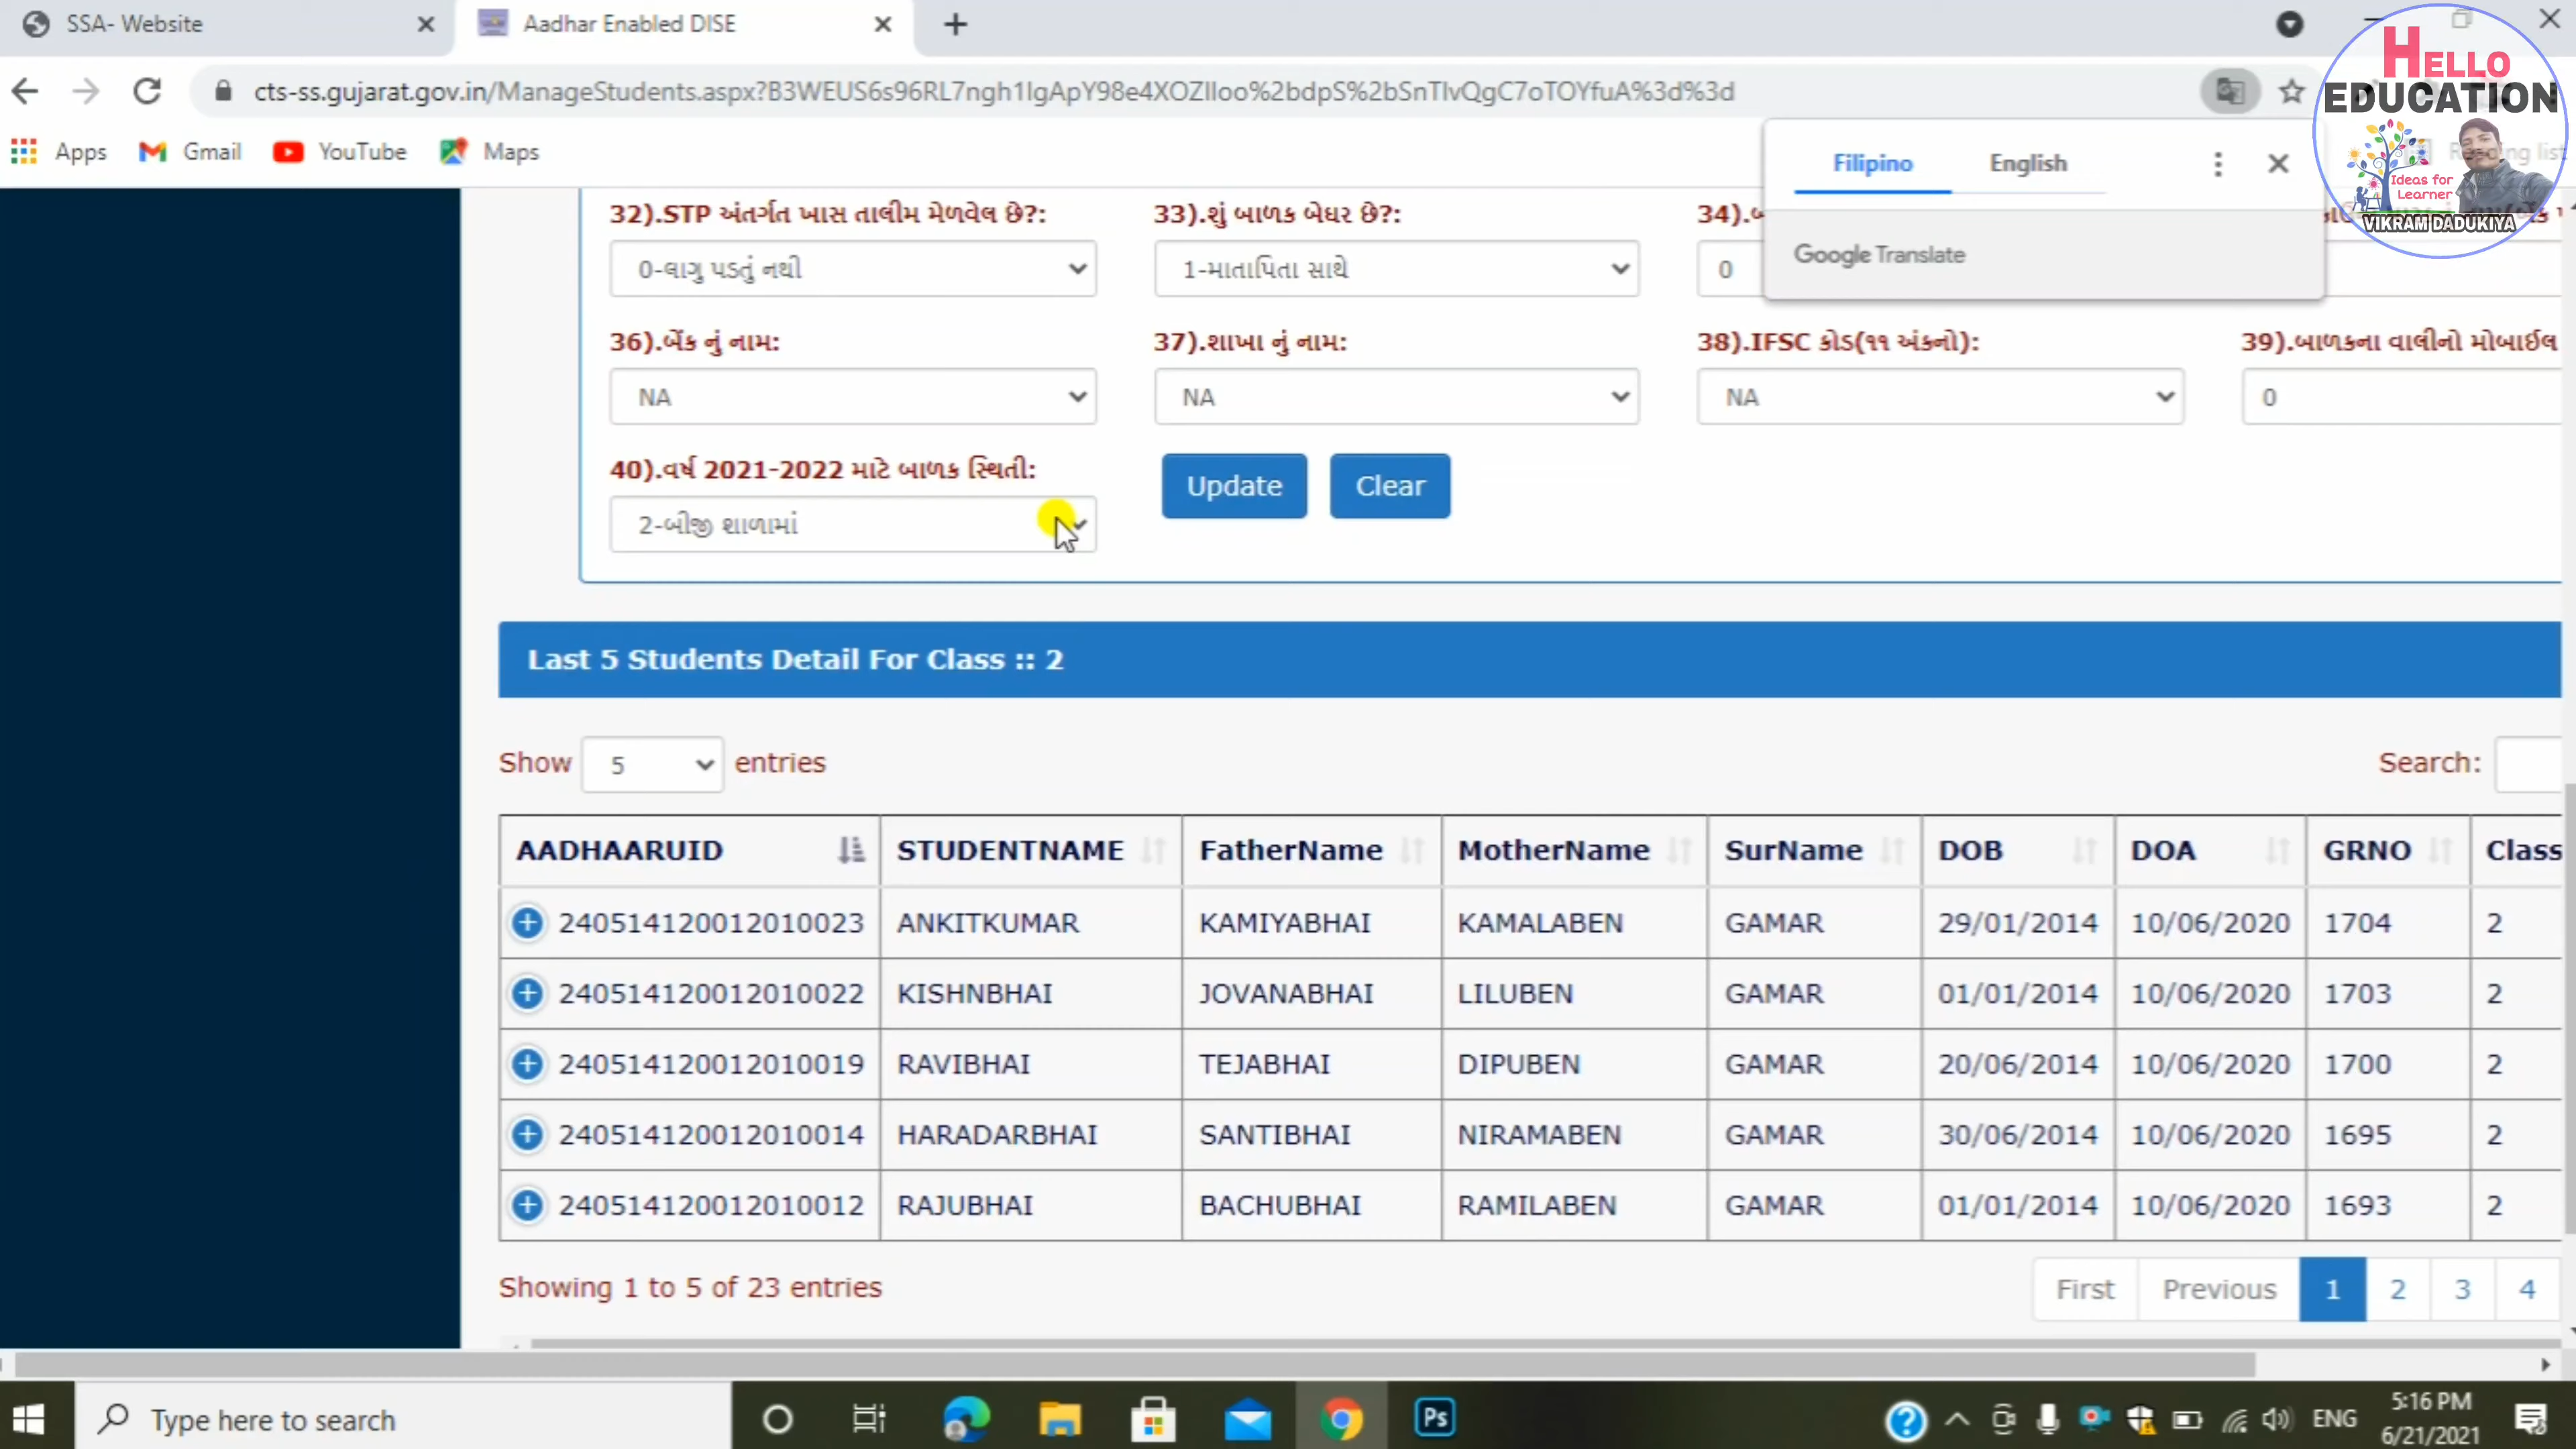 SSA- Website
Aadhar Enabled DISE
cts-ss.gujarat.gov.in/ManageStudents.aspx?B3WEUS6s96RL7ngh1IgApY98e4XOZlloo%2bdpS%2bSnTlvQgC7oTOYfuA%3d%3d
Apps Gmail YouTube Maps
Filipino English
Google Translate
HELLO
EDUCATION
Ideas for
Learner
VIKRAM DADUKIYA
32).STP અંતર્ગત ખાસ તાલીમ મેળવેલ છે?: 33).શું બાળક બેઘર છે?: 34).
0-લાગુ પડતું નથી 1-માતાપિતા સાથે 0
36).બેંક નું નામ: 37).શાખા નું નામ: 38).IFSC કોડ(૧૧ અંકનો): 39).બાળકના વાલીનો મોબાઈલ
NA NA NA 0
40).વર્ષ 2021-2022 માટે બાળક સ્થિતી: Update Clear
2-બીજી શાળામાં
Last 5 Students Detail For Class :: 2
Show 5 entries Search:
AADHAARUID STUDENTNAME FatherName MotherName SurName DOB DOA GRNO Class
240514120012010023 ANKITKUMAR KAMIYABHAI KAMALABEN GAMAR 29/01/2014 10/06/2020 1704 2
240514120012010022 KISHNBHAI JOVANABHAI LILUBEN GAMAR 01/01/2014 10/06/2020 1703 2
240514120012010019 RAVIBHAI TEJABHAI DIPUBEN GAMAR 20/06/2014 10/06/2020 1700 2
240514120012010014 HARADARBHAI SANTIBHAI NIRAMABEN GAMAR 30/06/2014 10/06/2020 1695 2
240514120012010012 RAJUBHAI BACHUBHAI RAMILABEN GAMAR 01/01/2014 10/06/2020 1693 2
Showing 1 to 5 of 23 entries First Previous 1 2 3 4
Type here to search
Ps
ENG
5:16 PM
6/21/2021